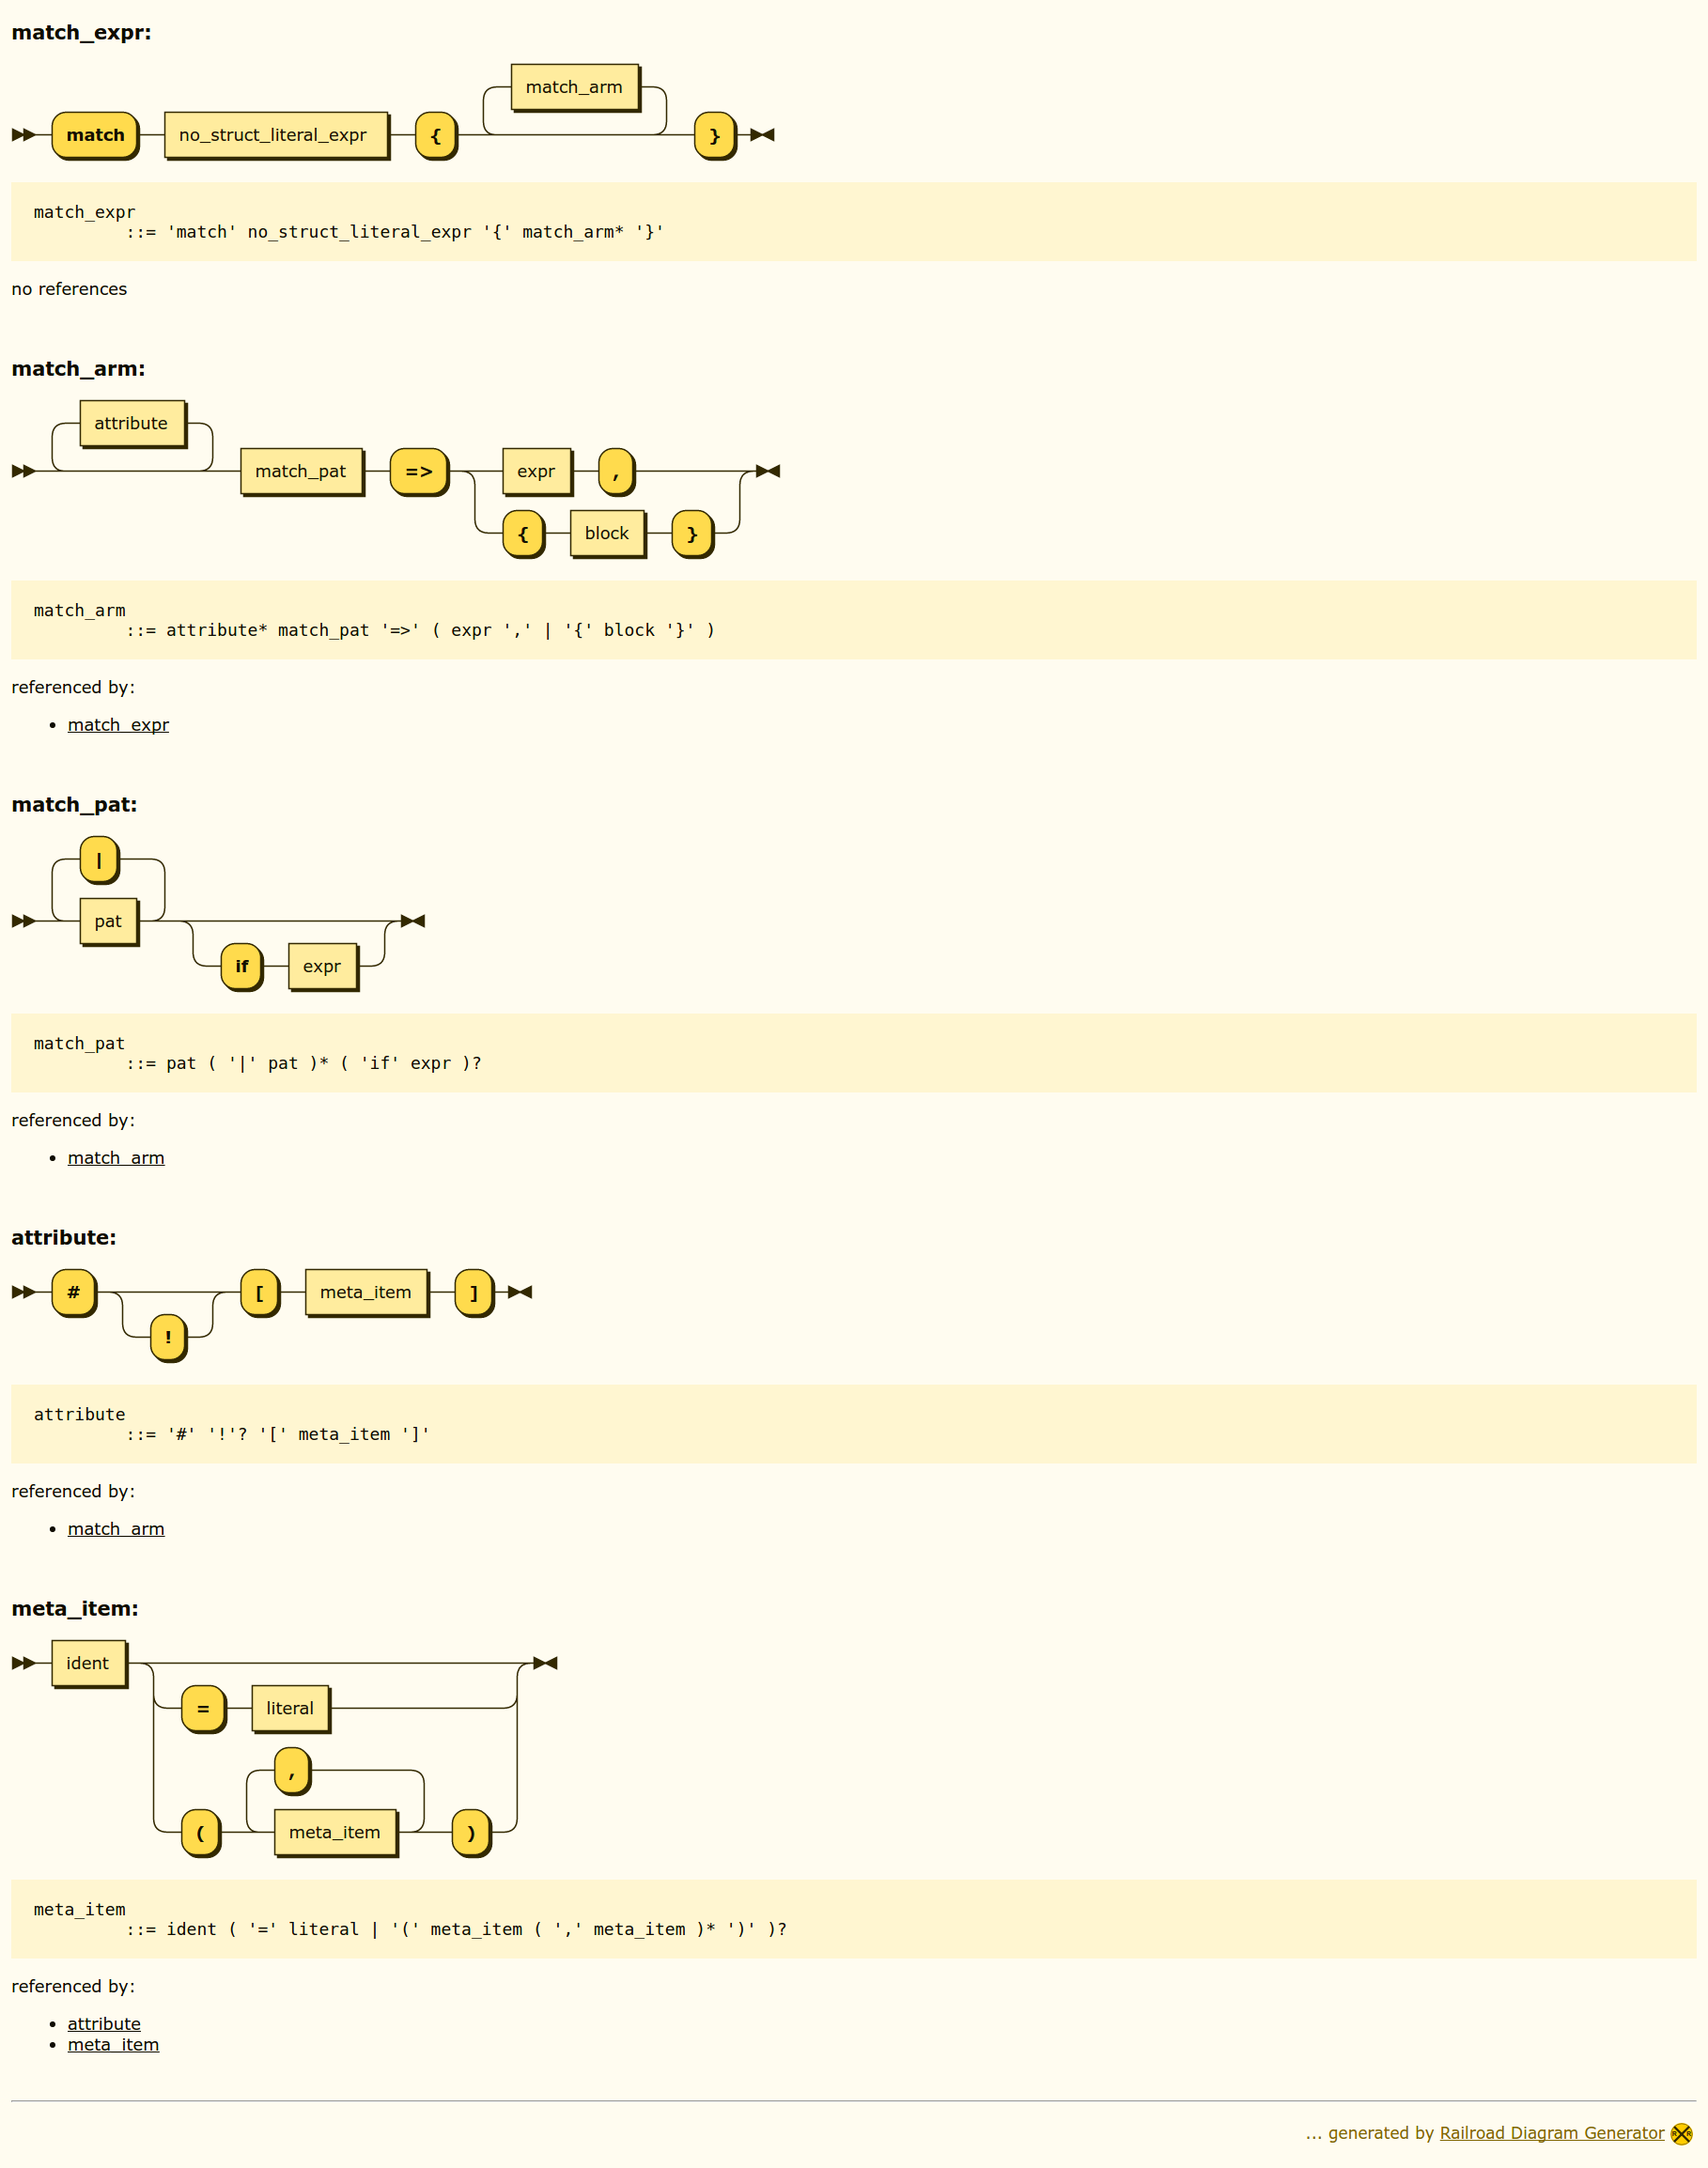 match_expr:
match_arm
match no_struct_literal_expr { }
match_expr
::= 'match' no_struct_literal_expr '{' match_arm* '}'
no references
match_arm:
attribute
match_pat => expr ,
{ block }
match_arm
::= attribute* match_pat '=>' ( expr ',' | '{' block '}' )
referenced by:
• match_expr
match_pat:
|
pat
if expr
match_pat
::= pat ( '|' pat )* ( 'if' expr )?
referenced by:
• match_arm
attribute:
# [ meta_item ]
!
attribute
::= '#' '!'? '[' meta_item ']'
referenced by:
• match_arm
meta_item:
ident
= literal
,
( meta_item )
meta_item
::= ident ( '=' literal | '(' meta_item ( ',' meta_item )* ')' )?
referenced by:
• attribute
• meta_item
... generated by Railroad Diagram Generator